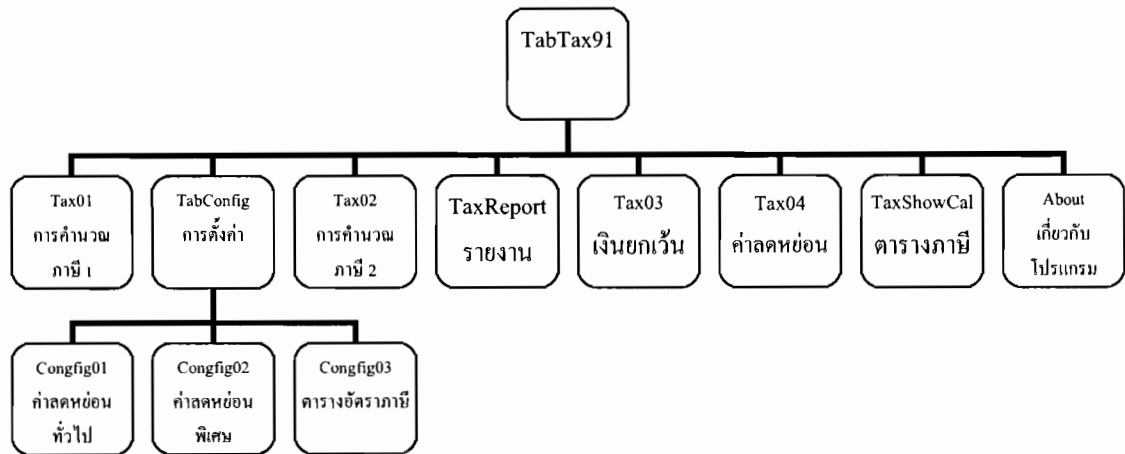 TabTax91
Tax01
การคำนวณ
ภาษี 1
TabConfig
การตั้งค่า
Tax02
การคำนวณ
ภาษี 2
TaxReport
รายงาน
Tax03
เงินยกเว้น
Tax04
ค่าลดหย่อน
TaxShowCal
ตารางภาษี
About
เกี่ยวกับ
โปรแกรม
Congfig01
ค่าลดหย่อน
ทั่วไป
Congfig02
ค่าลดหย่อน
พิเศษ
Congfig03
ตารางอัตราภาษี